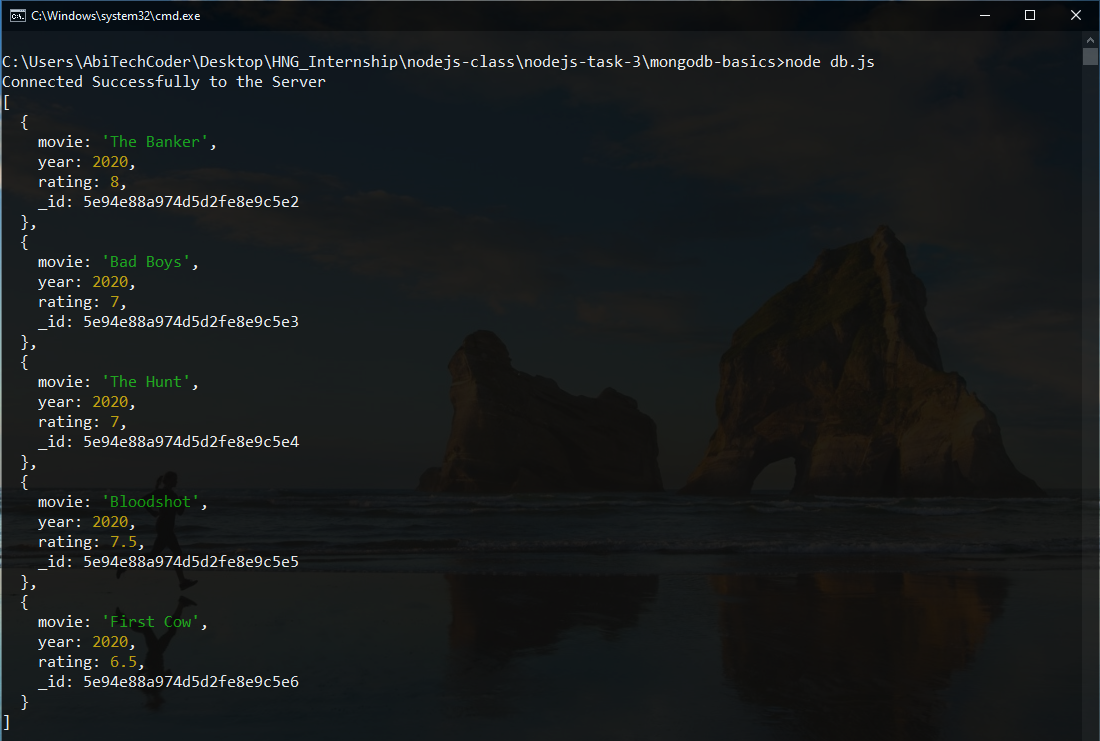 C:\Windows\system32\cmd.exe
C:\Users\AbiTechCoder\Desktop\HNG_Internship\nodejs-class\nodejs-task-3\mongodb-basics>node db.js
Connected Successfully to the Server
[
  {
    movie: 'The Banker',
    year: 2020,
    rating: 8,
    _id: 5e94e88a974d5d2fe8e9c5e2
  },
  {
    movie: 'Bad Boys',
    year: 2020,
    rating: 7,
    _id: 5e94e88a974d5d2fe8e9c5e3
  },
  {
    movie: 'The Hunt',
    year: 2020,
    rating: 7,
    _id: 5e94e88a974d5d2fe8e9c5e4
  },
  {
    movie: 'Bloodshot',
    year: 2020,
    rating: 7.5,
    _id: 5e94e88a974d5d2fe8e9c5e5
  },
  {
    movie: 'First Cow',
    year: 2020,
    rating: 6.5,
    _id: 5e94e88a974d5d2fe8e9c5e6
  }
]